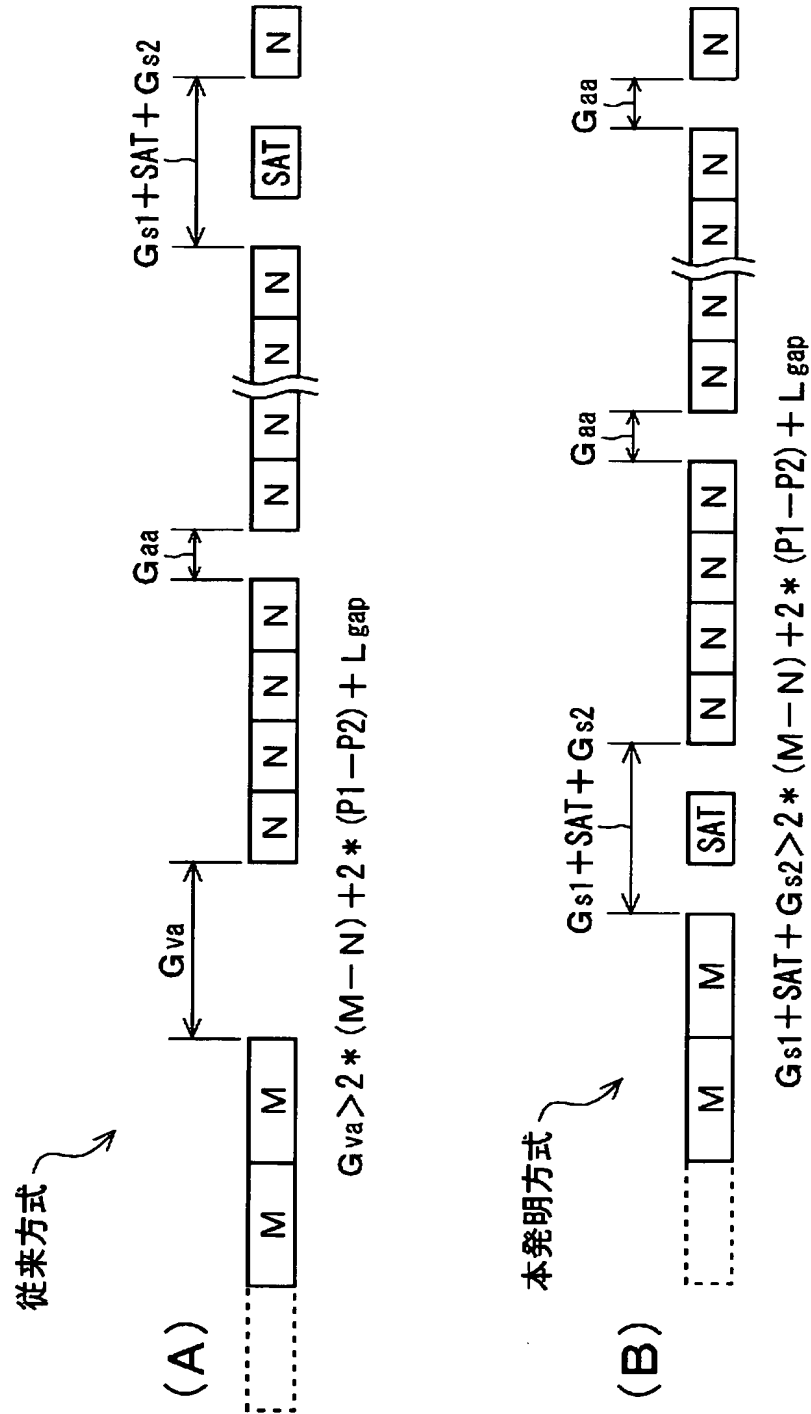 (A)
従来方式
M M Gva N N N N Gaa N N N N Gs1+SAT+Gs2 SAT N
Gva>2*(M-N)+2*(P1-P2)+Lgap
(B)
本発明方式
M M Gs1+SAT+Gs2 SAT N N N N Gaa N N N N Gaa N
Gs1+SAT+Gs2>2*(M-N)+2*(P1-P2)+Lgap